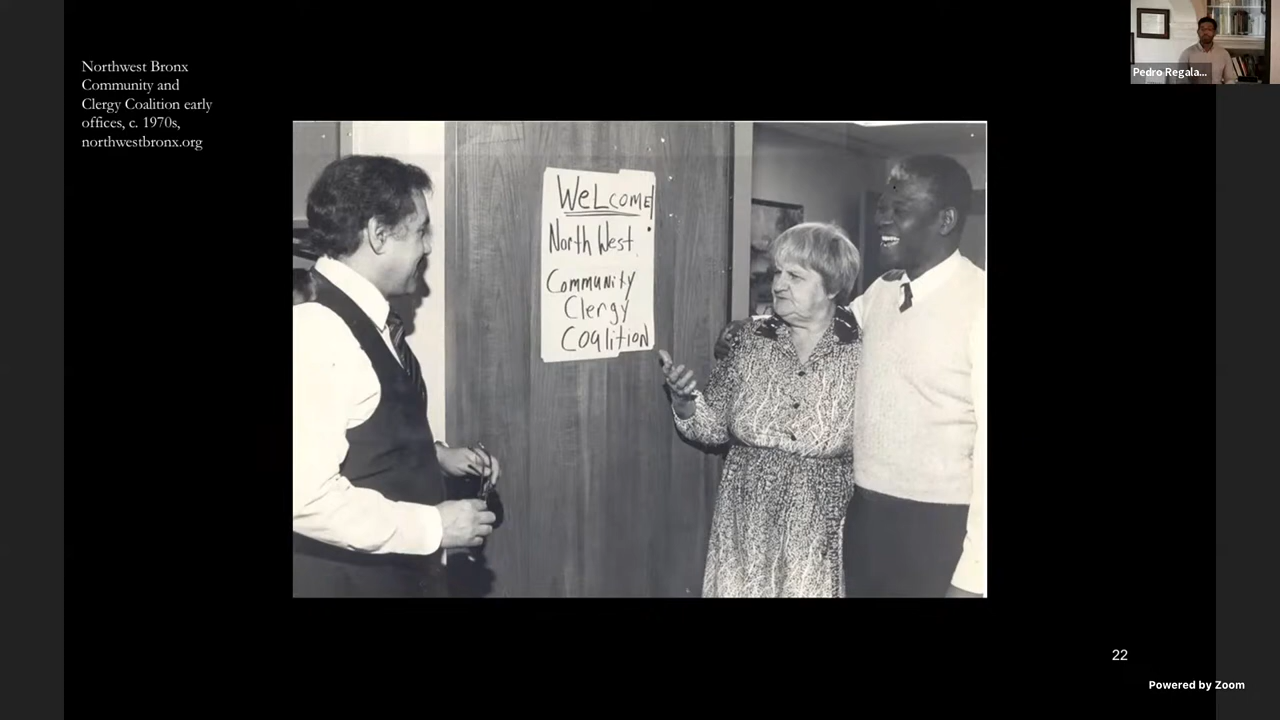 Northwest Bronx
Community and
Clergy Coalition early
offices, c. 1970s,
northwestbronx.org
WeLcome!
North West
Community
Clergy
Coalition
Pedro Regala...
22
Powered by Zoom